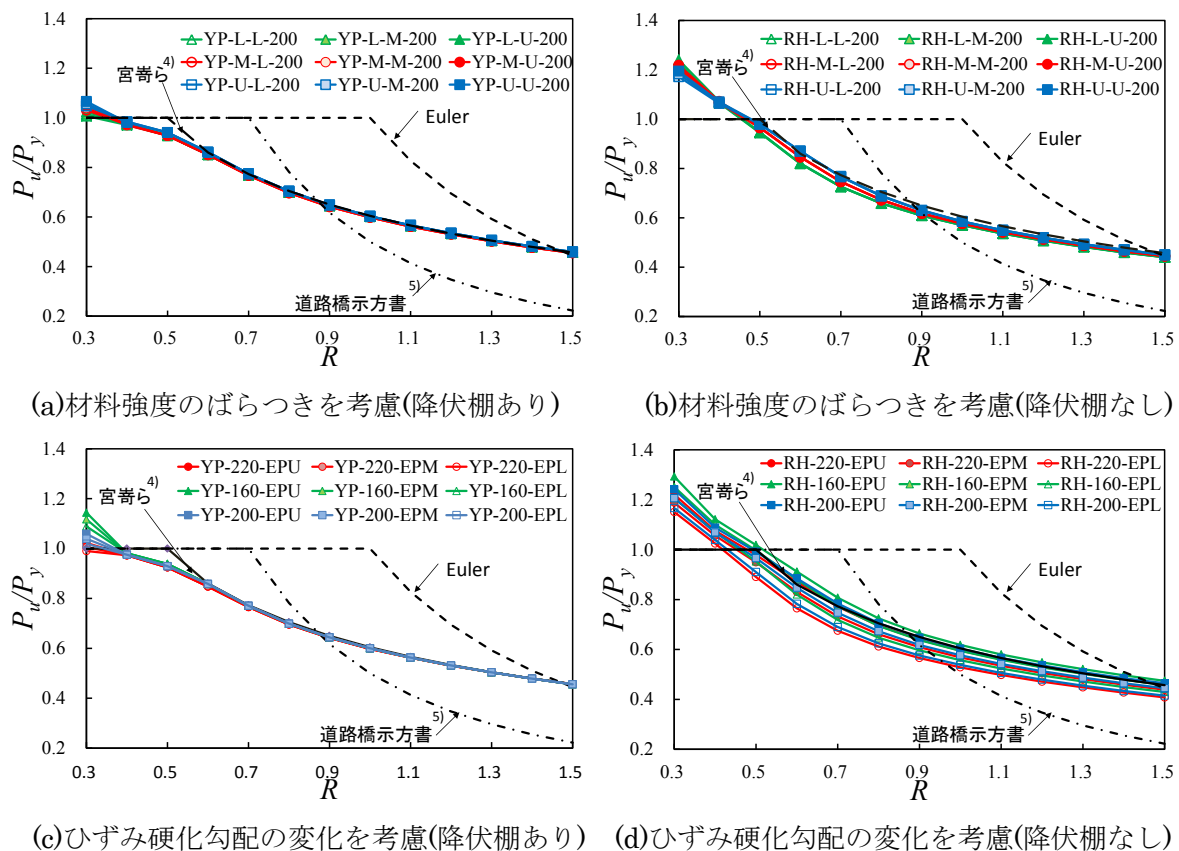 1.4
1.2
1.0
0.8
0.6
0.4
0.2
Pu/Py
YP-L-L-200 YP-L-M-200 YP-L-U-200
YP-M-L-200 YP-M-M-200 YP-M-U-200
YP-U-L-200 YP-U-M-200 YP-U-U-200
宮嵜ら4)
Euler
道路橋示方書5)
0.3 0.5 0.7 0.9 1.1 1.3 1.5
R
(a)材料強度のばらつきを考慮(降伏棚あり)
1.4
1.2
1.0
0.8
0.6
0.4
0.2
Pu/Py
RH-L-L-200 RH-L-M-200 RH-L-U-200
RH-M-L-200 RH-M-M-200 RH-M-U-200
RH-U-L-200 RH-U-M-200 RH-U-U-200
宮嵜ら4)
Euler
道路橋示方書5)
0.3 0.5 0.7 0.9 1.1 1.3 1.5
R
(b)材料強度のばらつきを考慮(降伏棚なし)
1.4
1.2
1.0
0.8
0.6
0.4
0.2
Pu/Py
YP-220-EPU YP-220-EPM YP-220-EPL
YP-160-EPU YP-160-EPM YP-160-EPL
YP-200-EPU YP-200-EPM YP-200-EPL
宮嵜ら4)
Euler
道路橋示方書5)
0.3 0.5 0.7 0.9 1.1 1.3 1.5
R
(c)ひずみ硬化勾配の変化を考慮(降伏棚あり)
1.4
1.2
1.0
0.8
0.6
0.4
0.2
Pu/Py
RH-220-EPU RH-220-EPM RH-220-EPL
RH-160-EPU RH-160-EPM RH-160-EPL
RH-200-EPU RH-200-EPM RH-200-EPL
宮嵜ら4)
Euler
道路橋示方書5)
0.3 0.5 0.7 0.9 1.1 1.3 1.5
R
(d)ひずみ硬化勾配の変化を考慮(降伏棚なし)